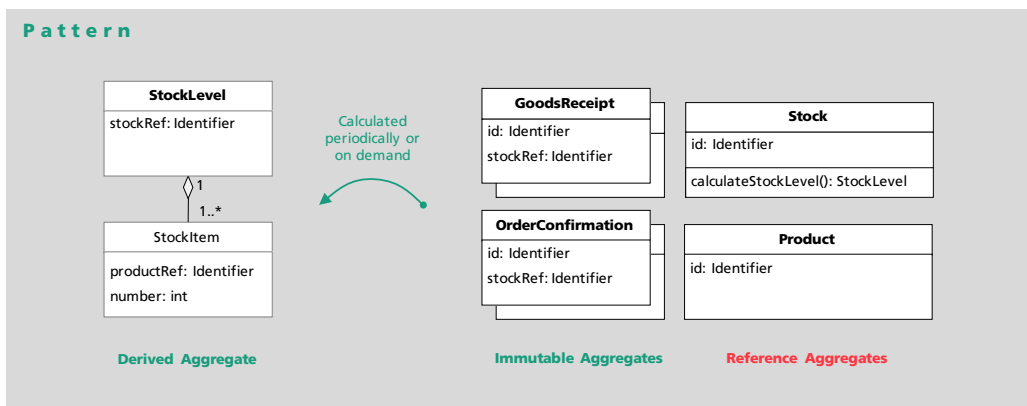 Pattern
StockLevel
stockRef: Identifier
1
1..*
StockItem
productRef: Identifier
number: int
Derived Aggregate
Calculated
periodically or
on demand
GoodsReceipt
id: Identifier
stockRef: Identifier
OrderConfirmation
id: Identifier
stockRef: Identifier
Immutable Aggregates
Stock
id: Identifier
calculateStockLevel(): StockLevel
Product
id: Identifier
Reference Aggregates